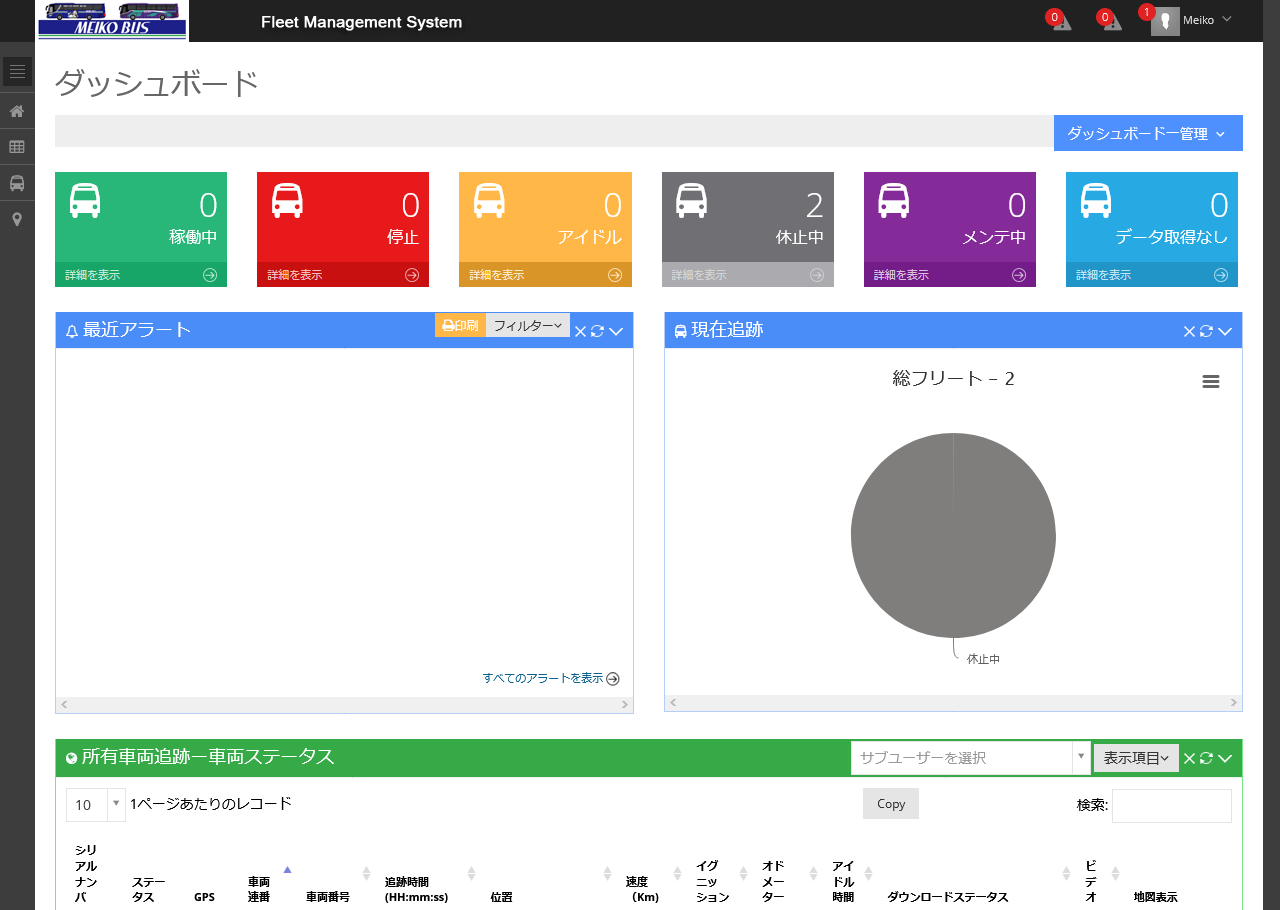 MEIKO BUS
Fleet Management System
0
0
1
Meiko
ダッシュボード
ダッシュボードー管理
0
稼働中
詳細を表示
0
停止
詳細を表示
0
アイドル
詳細を表示
2
休止中
詳細を表示
0
メンテ中
詳細を表示
0
データ取得なし
詳細を表示
最近アラート
印刷
フィルター
すべてのアラートを表示
現在追跡
総フリート – 2
休止中
所有車両追跡ー車両ステータス
サブユーザーを選択
表示項目
10
1ページあたりのレコード
Copy
検索:
シリ
アル
ナン
バ
ステー
タス
GPS
車両
連番
車両番号
追跡時間
(HH:mm:ss)
位置
速度
(Km)
イグ
ニッ
ション
オド
メー
ター
アイ
ドル
時間
ダウンロードステータス
ビ
デ
オ
地図表示